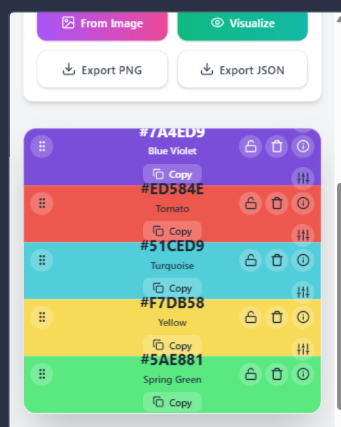 From Image
Visualize
Export PNG
Export JSON
#7A4ED9
Blue Violet
Copy
#ED584E
Tomato
Copy
#51CED9
Turquoise
Copy
#F7DB58
Yellow
Copy
#5AE881
Spring Green
Copy